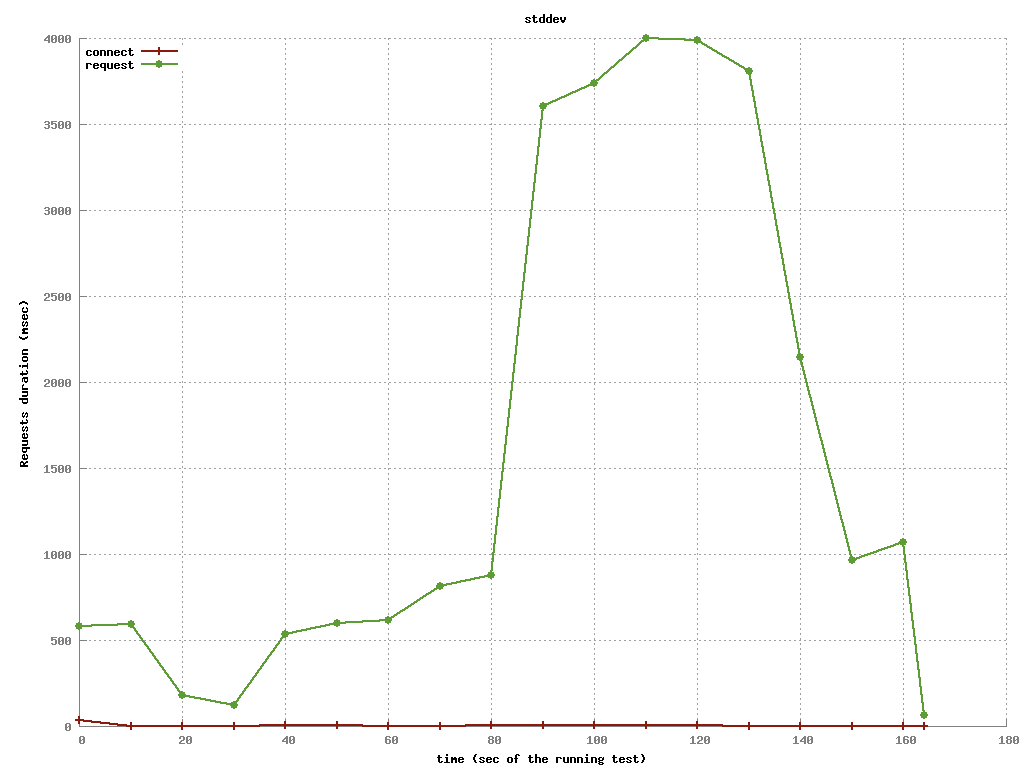 stddev
4000
connect
request
3500
3000
2500
2000
1500
1000
500
0
Requests duration (msec)
0 20 40 60 80 100 120 140 160 180
time (sec of the running test)